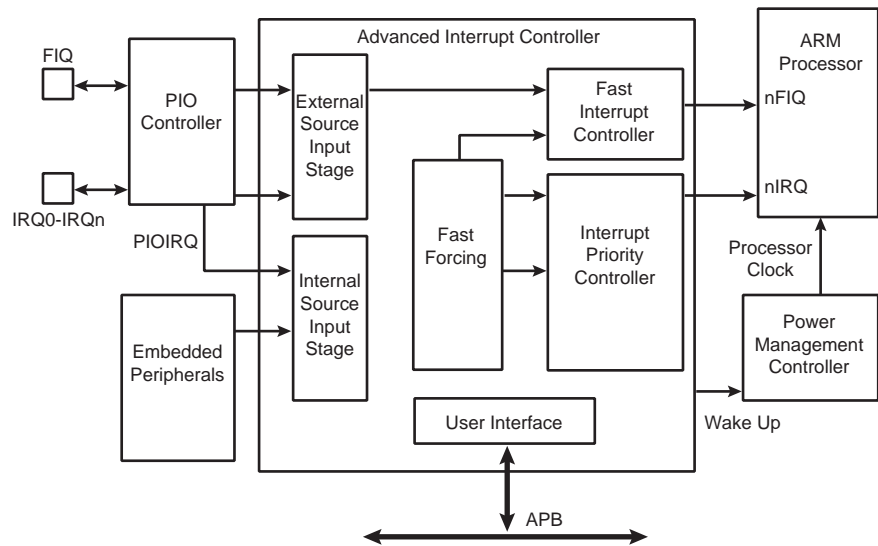 Advanced Interrupt Controller
ARM
Processor
FIQ
PIO
Controller
External
Source
Input
Stage
Fast
Interrupt
Controller
nFIQ
IRQ0-IRQn
PIOIRQ
Fast
Forcing
Interrupt
Priority
Controller
nIRQ
Processor
Clock
Internal
Source
Input
Stage
Embedded
Peripherals
Power
Management
Controller
User Interface
Wake Up
APB